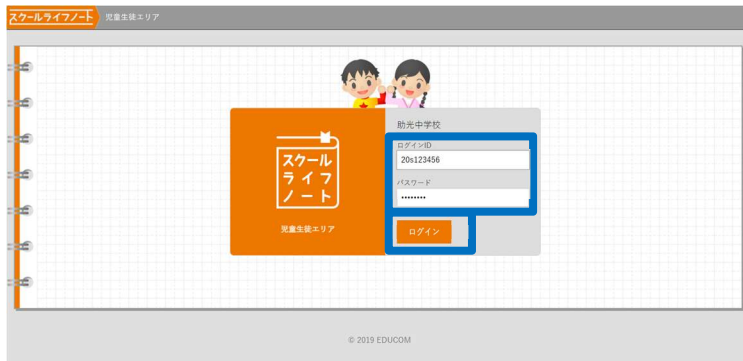 スクールライフノート 児童生徒エリア
助光中学校
ログインID
20s123456
パスワード
••••••••
ログイン
スクール
ライフ
ノート
児童生徒エリア
© 2019 EDUCOM